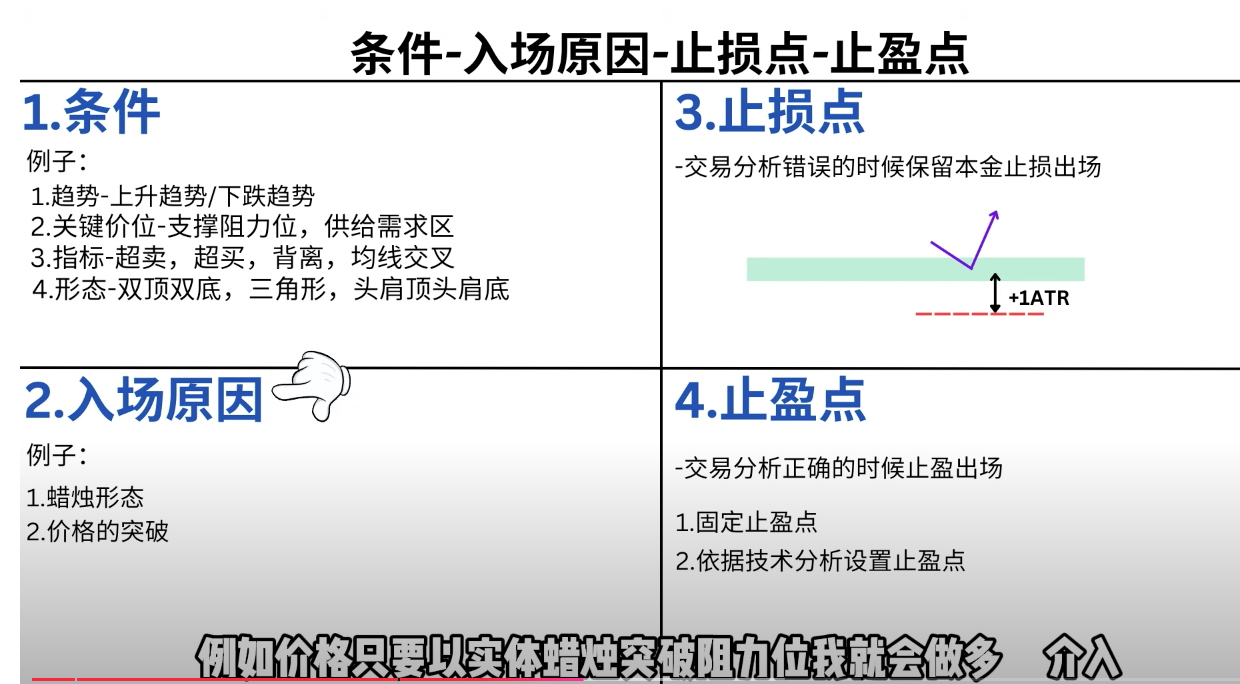 条件-入场原因-止损点-止盈点
1.条件
例子：
1.趋势-上升趋势/下跌趋势
2.关键价位-支撑阻力位，供给需求区
3.指标-超卖，超买，背离，均线交叉
4.形态-双顶双底，三角形，头肩顶头肩底
2.入场原因
例子：
1.蜡烛形态
2.价格的突破
3.止损点
-交易分析错误的时候保留本金止损出场
+1ATR
4.止盈点
-交易分析正确的时候止盈出场
1.固定止盈点
2.依据技术分析设置止盈点
例如价格只要以实体蜡烛突破阻力位我就会做多 介入